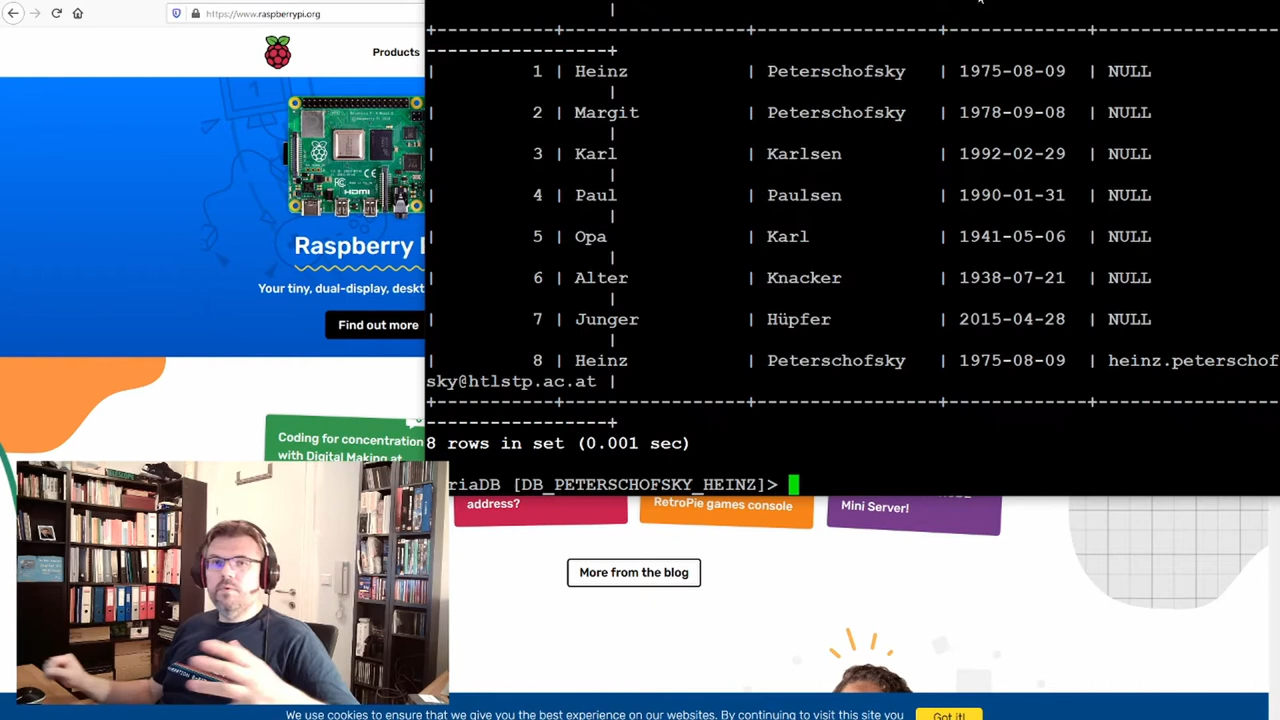 https://www.raspberrypi.org
Products
HDMI
Raspberry
Your tiny, dual-display, deskt
Find out more
Coding for concentration
with Digital Making at
address?
RetroPie games console
Mini Server!
More from the blog
We use cookies to ensure that we give you the best experience on our websites. By continuing to visit this site you
Got it!
|
+-----------+-----------------+-----------------+-------------+-----------------
-----------------+
| 1 | Heinz | Peterschofsky | 1975-08-09 | NULL
|
| 2 | Margit | Peterschofsky | 1978-09-08 | NULL
|
| 3 | Karl | Karlsen | 1992-02-29 | NULL
|
| 4 | Paul | Paulsen | 1990-01-31 | NULL
|
| 5 | Opa | Karl | 1941-05-06 | NULL
|
| 6 | Alter | Knacker | 1938-07-21 | NULL
|
| 7 | Junger | Hüpfer | 2015-04-28 | NULL
|
| 8 | Heinz | Peterschofsky | 1975-08-09 | heinz.peterschof
sky@htlstp.ac.at |
+-----------+-----------------+-----------------+-------------+-----------------
-----------------+
8 rows in set (0.001 sec)
riaDB [DB_PETERSCHOFSKY_HEINZ]>